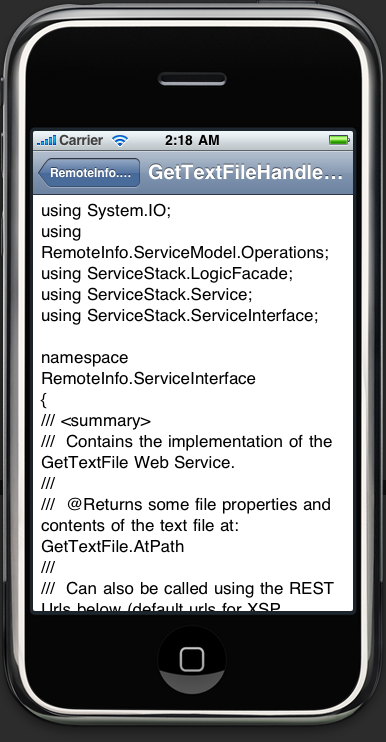 Carrier 2:18 AM
RemoteInfo.... GetTextFileHandle...
using System.IO;
using
RemoteInfo.ServiceModel.Operations;
using ServiceStack.LogicFacade;
using ServiceStack.Service;
using ServiceStack.ServiceInterface;
namespace
RemoteInfo.ServiceInterface
{
/// <summary>
///  Contains the implementation of the
GetTextFile Web Service.
///
///  @Returns some file properties and
contents of the text file at:
GetTextFile.AtPath
///
///  Can also be called using the REST
Urls below (default urls for XSP